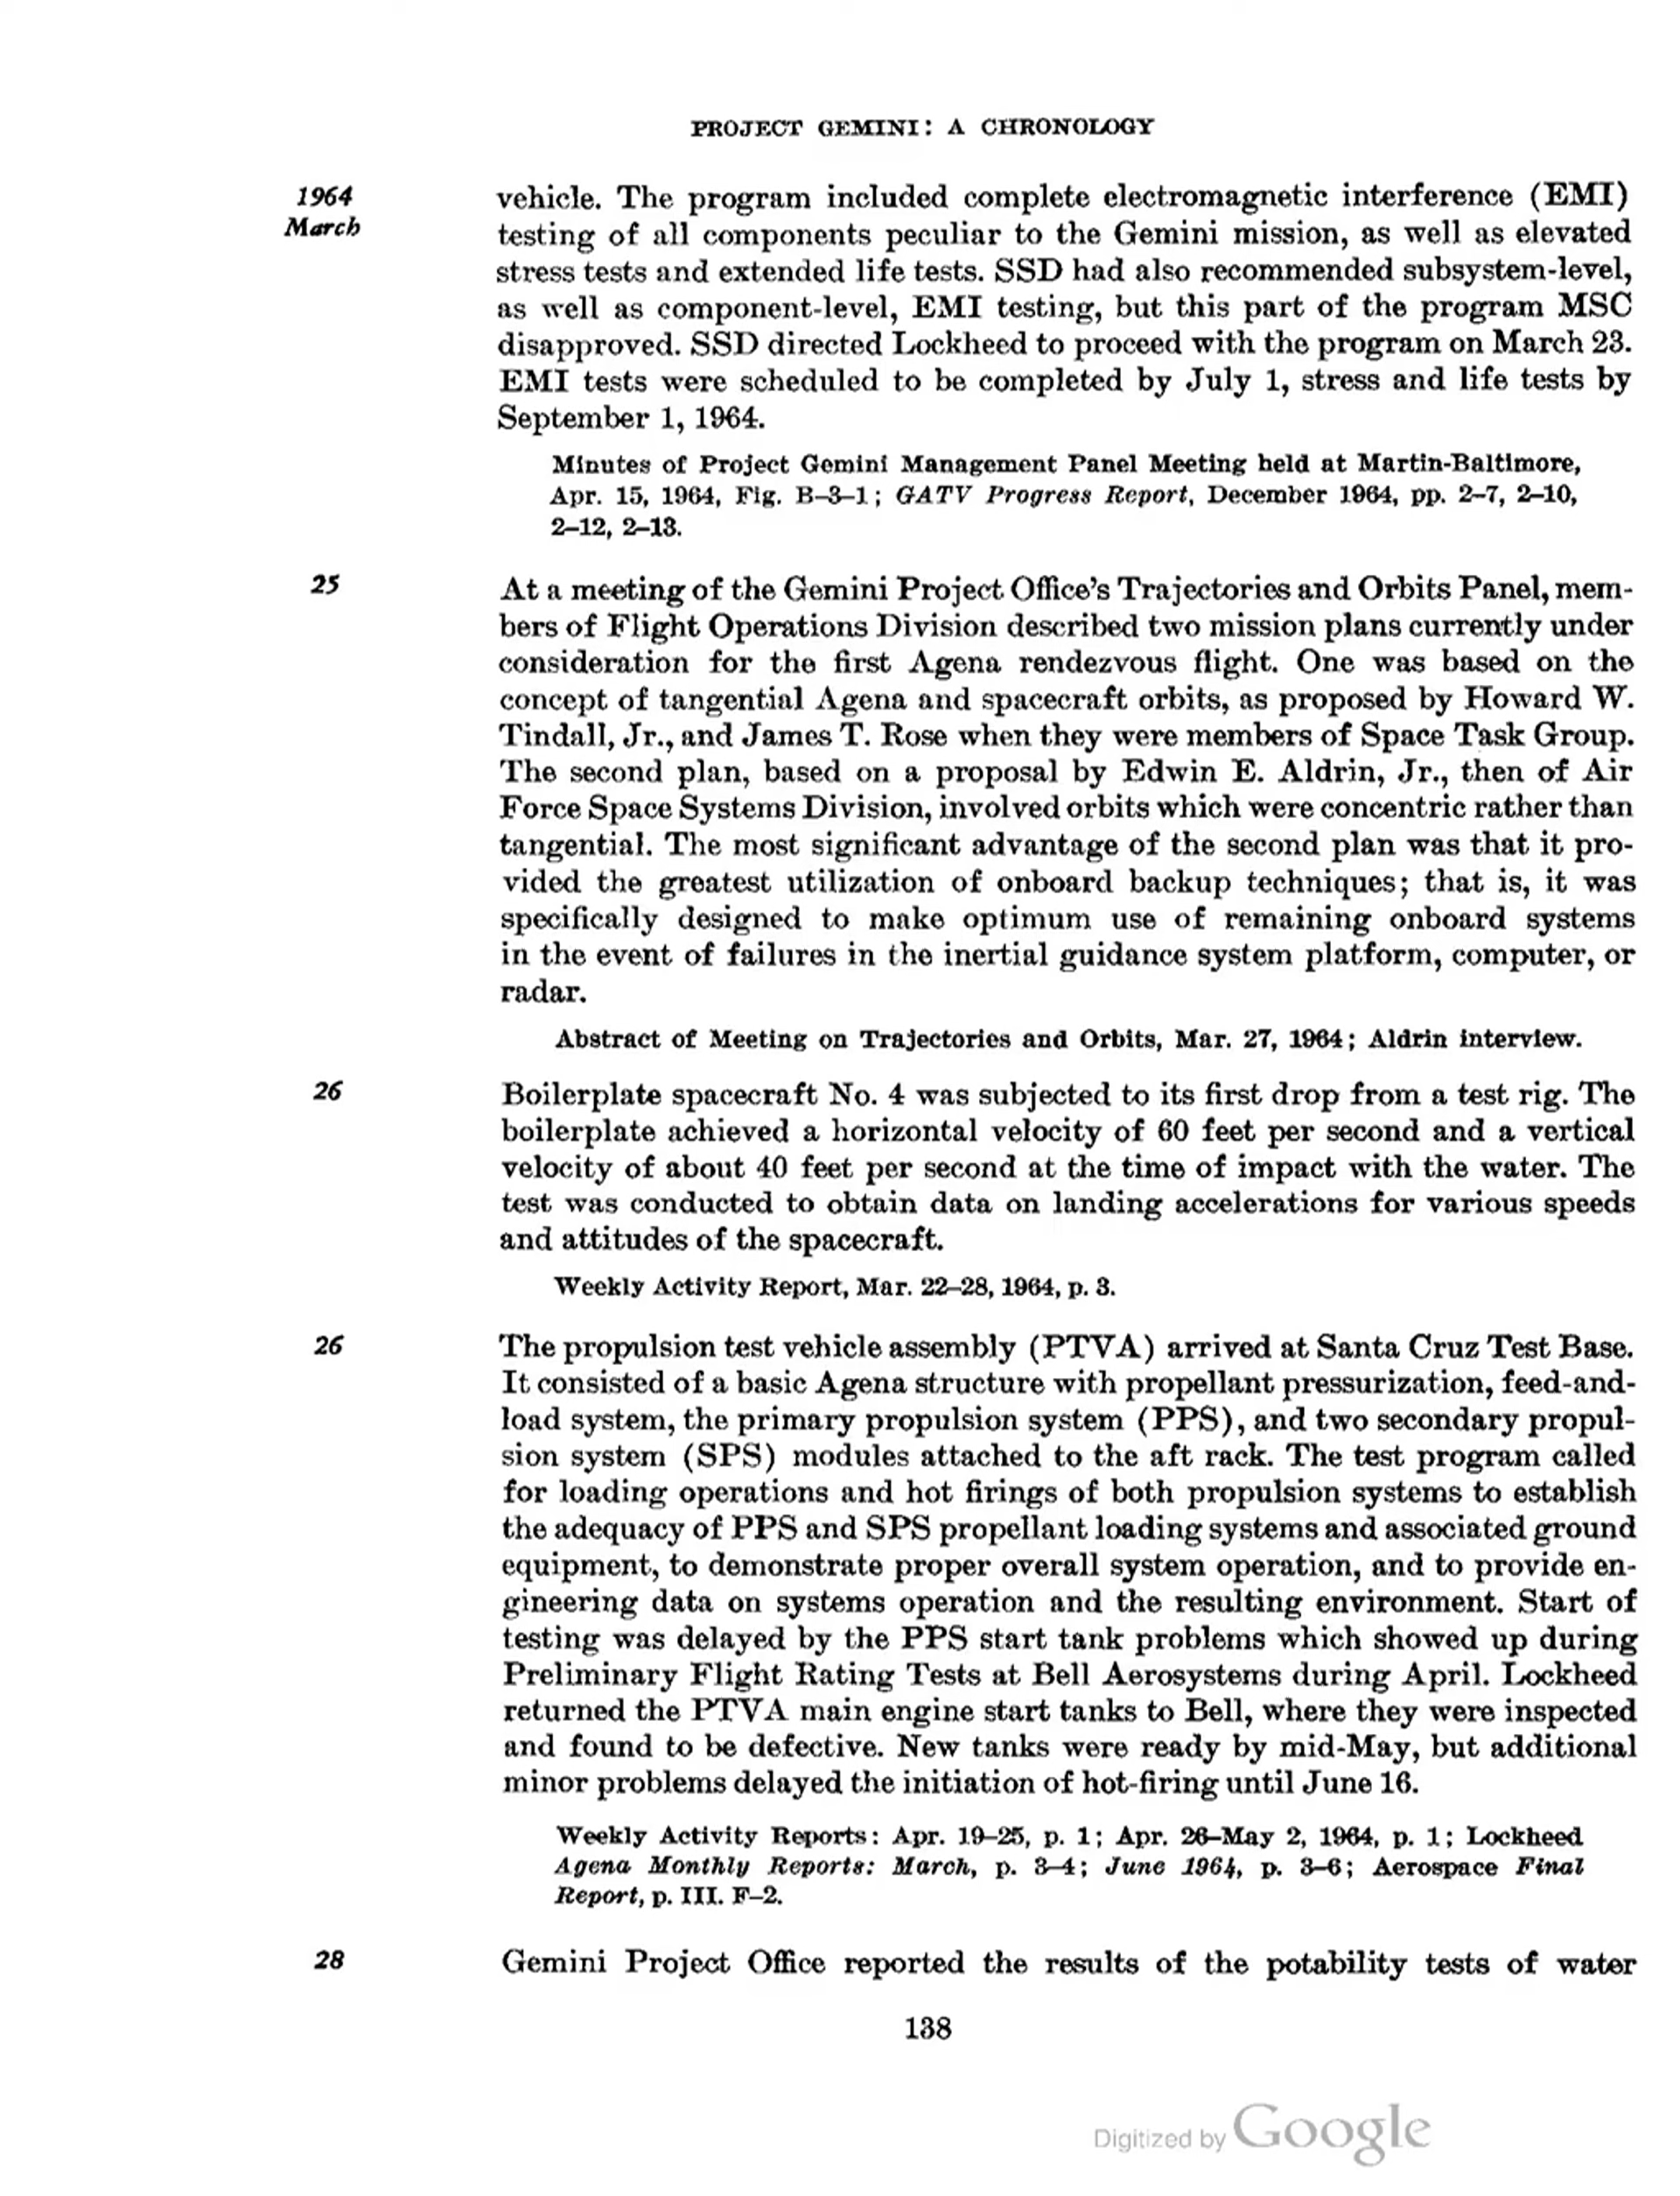 PROJECT GEMINI: A CHRONOLOGY
1964
March
vehicle. The program included complete electromagnetic interference (EMI)
testing of all components peculiar to the Gemini mission, as well as elevated
stress tests and extended life tests. SSD had also recommended subsystem-level,
as well as component-level, EMI testing, but this part of the program MSC
disapproved. SSD directed Lockheed to proceed with the program on March 23.
EMI tests were scheduled to be completed by July 1, stress and life tests by
September 1, 1964.
Minutes of Project Gemini Management Panel Meeting held at Martin-Baltimore,
Apr. 15, 1964, Fig. B–3–1; GATV Progress Report, December 1964, pp. 2–7, 2–10,
2–12, 2–13.
25
At a meeting of the Gemini Project Office's Trajectories and Orbits Panel, mem-
bers of Flight Operations Division described two mission plans currently under
consideration for the first Agena rendezvous flight. One was based on the
concept of tangential Agena and spacecraft orbits, as proposed by Howard W.
Tindall, Jr., and James T. Rose when they were members of Space Task Group.
The second plan, based on a proposal by Edwin E. Aldrin, Jr., then of Air
Force Space Systems Division, involved orbits which were concentric rather than
tangential. The most significant advantage of the second plan was that it pro-
vided the greatest utilization of onboard backup techniques; that is, it was
specifically designed to make optimum use of remaining onboard systems
in the event of failures in the inertial guidance system platform, computer, or
radar.
Abstract of Meeting on Trajectories and Orbits, Mar. 27, 1964; Aldrin interview.
26
Boilerplate spacecraft No. 4 was subjected to its first drop from a test rig. The
boilerplate achieved a horizontal velocity of 60 feet per second and a vertical
velocity of about 40 feet per second at the time of impact with the water. The
test was conducted to obtain data on landing accelerations for various speeds
and attitudes of the spacecraft.
Weekly Activity Report, Mar. 22–28, 1964, p. 3.
26
The propulsion test vehicle assembly (PTVA) arrived at Santa Cruz Test Base.
It consisted of a basic Agena structure with propellant pressurization, feed-and-
load system, the primary propulsion system (PPS), and two secondary propul-
sion system (SPS) modules attached to the aft rack. The test program called
for loading operations and hot firings of both propulsion systems to establish
the adequacy of PPS and SPS propellant loading systems and associated ground
equipment, to demonstrate proper overall system operation, and to provide en-
gineering data on systems operation and the resulting environment. Start of
testing was delayed by the PPS start tank problems which showed up during
Preliminary Flight Rating Tests at Bell Aerosystems during April. Lockheed
returned the PTVA main engine start tanks to Bell, where they were inspected
and found to be defective. New tanks were ready by mid-May, but additional
minor problems delayed the initiation of hot-firing until June 16.
Weekly Activity Reports: Apr. 19–25, p. 1; Apr. 26–May 2, 1964, p. 1; Lockheed
Agena Monthly Reports: March, p. 3–4; June 1964, p. 3–6; Aerospace Final
Report, p. III. F–2.
28
Gemini Project Office reported the results of the potability tests of water
138
Digitized by Google